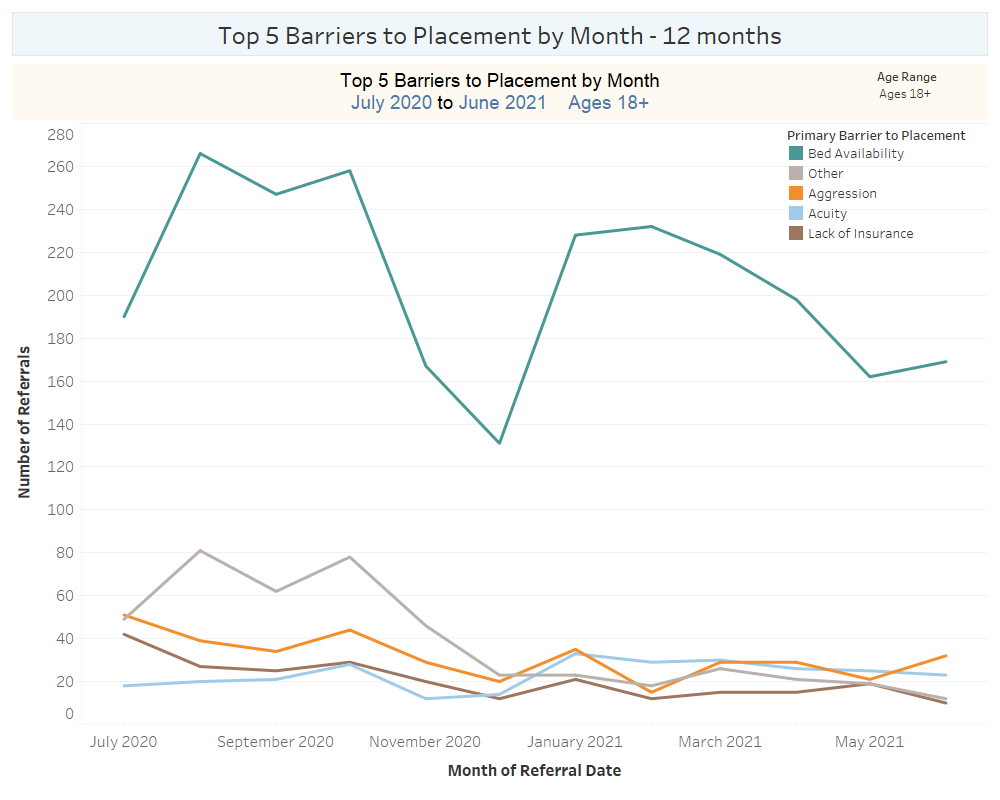 Top 5 Barriers to Placement by Month - 12 months
Top 5 Barriers to Placement by Month
July 2020 to June 2021 Ages 18+
Age Range
Ages 18+
Primary Barrier to Placement
Bed Availability
Other
Aggression
Acuity
Lack of Insurance
Number of Referrals
280
260
240
220
200
180
160
140
120
100
80
60
40
20
0
July 2020 September 2020 November 2020 January 2021 March 2021 May 2021
Month of Referral Date